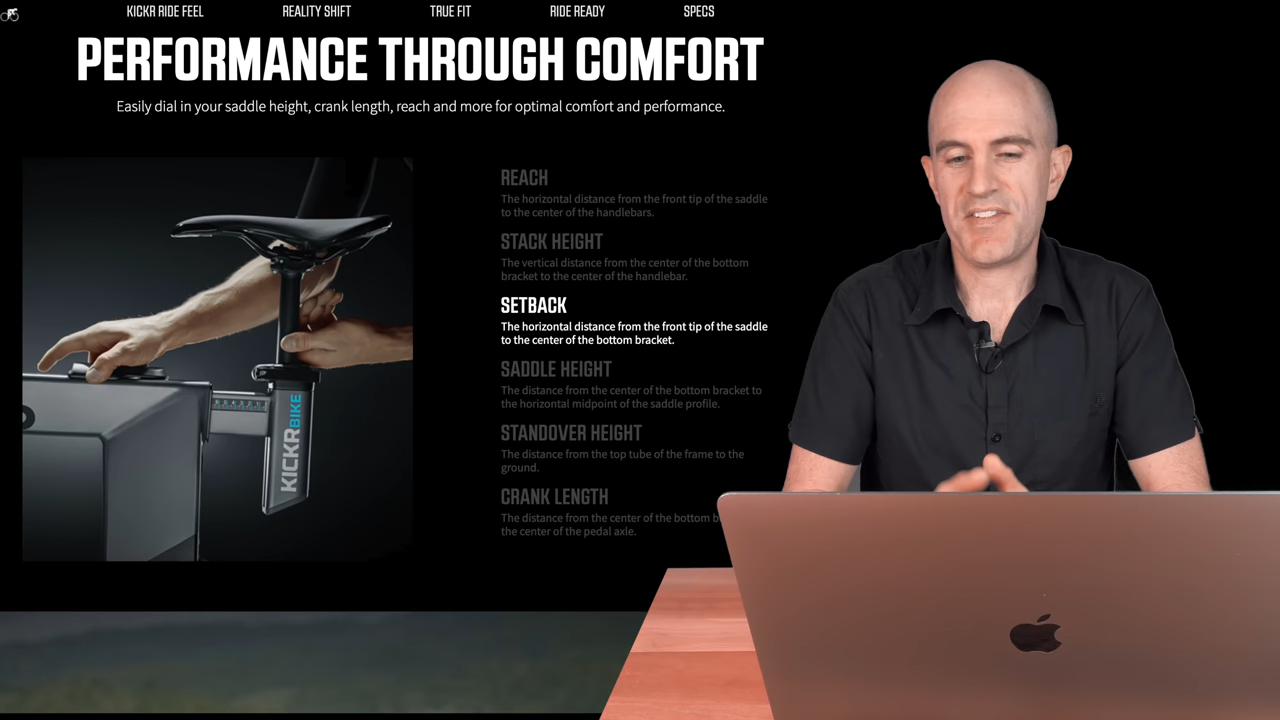 KICKR RIDE FEEL
REALITY SHIFT
TRUE FIT
RIDE READY
SPECS
PERFORMANCE THROUGH COMFORT
Easily dial in your saddle height, crank length, reach and more for optimal comfort and performance.
REACH
The horizontal distance from the front tip of the saddle
to the center of the handlebars.
STACK HEIGHT
The vertical distance from the center of the bottom
bracket to the center of the handlebar.
SETBACK
The horizontal distance from the front tip of the saddle
to the center of the bottom bracket.
SADDLE HEIGHT
The distance from the center of the bottom bracket to
the horizontal midpoint of the saddle profile.
STANDOVER HEIGHT
The distance from the top tube of the frame to the
ground.
CRANK LENGTH
The distance from the center of the bottom
the center of the pedal axle.
KICKRBIKE